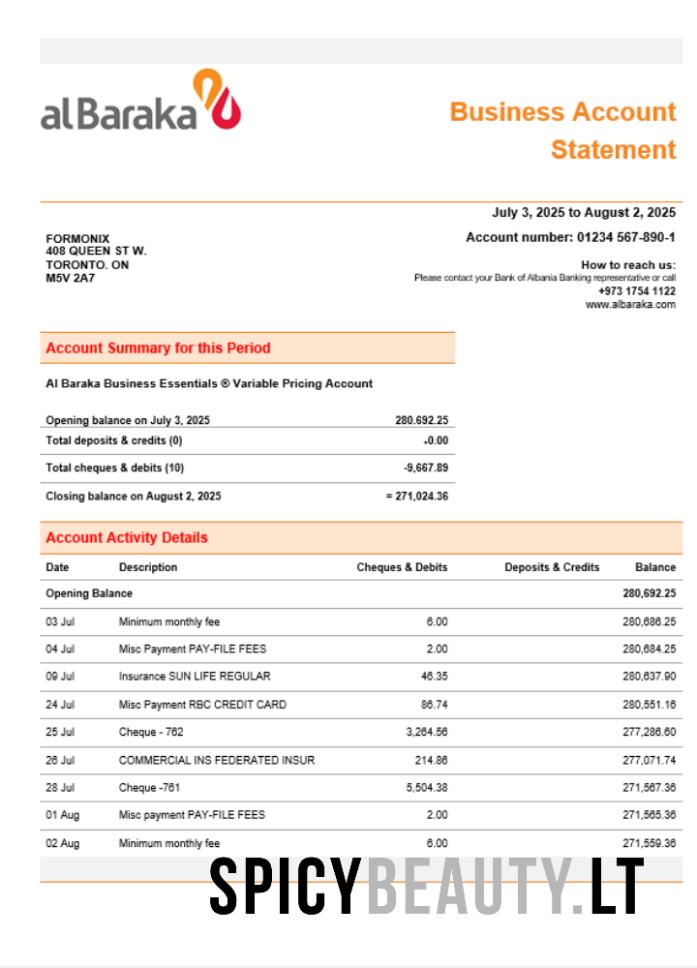 alBaraka
Business Account
Statement
July 3, 2025 to August 2, 2025
FORMONIX
408 QUEEN ST W.
TORONTO. ON
M5V 2A7
Account number: 01234 567-890-1
How to reach us:
Please contact your Bank of Albania Banking representative or call
+973 1754 1122
www.albaraka.com
Account Summary for this Period
Al Baraka Business Essentials ® Variable Pricing Account
Opening balance on July 3, 2025 280.692.25
Total deposits & credits (0) +0.00
Total cheques & debits (10) -9,667.89
Closing balance on August 2, 2025 = 271,024.36
Account Activity Details
Date Description Cheques & Debits Deposits & Credits Balance
Opening Balance 280,692.25
03 Jul Minimum monthly fee 6.00 280,686.25
04 Jul Misc Payment PAY-FILE FEES 2.00 280,684.25
09 Jul Insurance SUN LIFE REGULAR 46.35 280,637.90
24 Jul Misc Payment RBC CREDIT CARD 86.74 280,551.16
25 Jul Cheque - 762 3,264.56 277,286.60
26 Jul COMMERCIAL INS FEDERATED INSUR 214.86 277,071.74
28 Jul Cheque -761 5,504.38 271,567.36
01 Aug Misc payment PAY-FILE FEES 2.00 271,565.36
02 Aug Minimum monthly fee 6.00 271,559.36
SPICYBEAUTY.LT